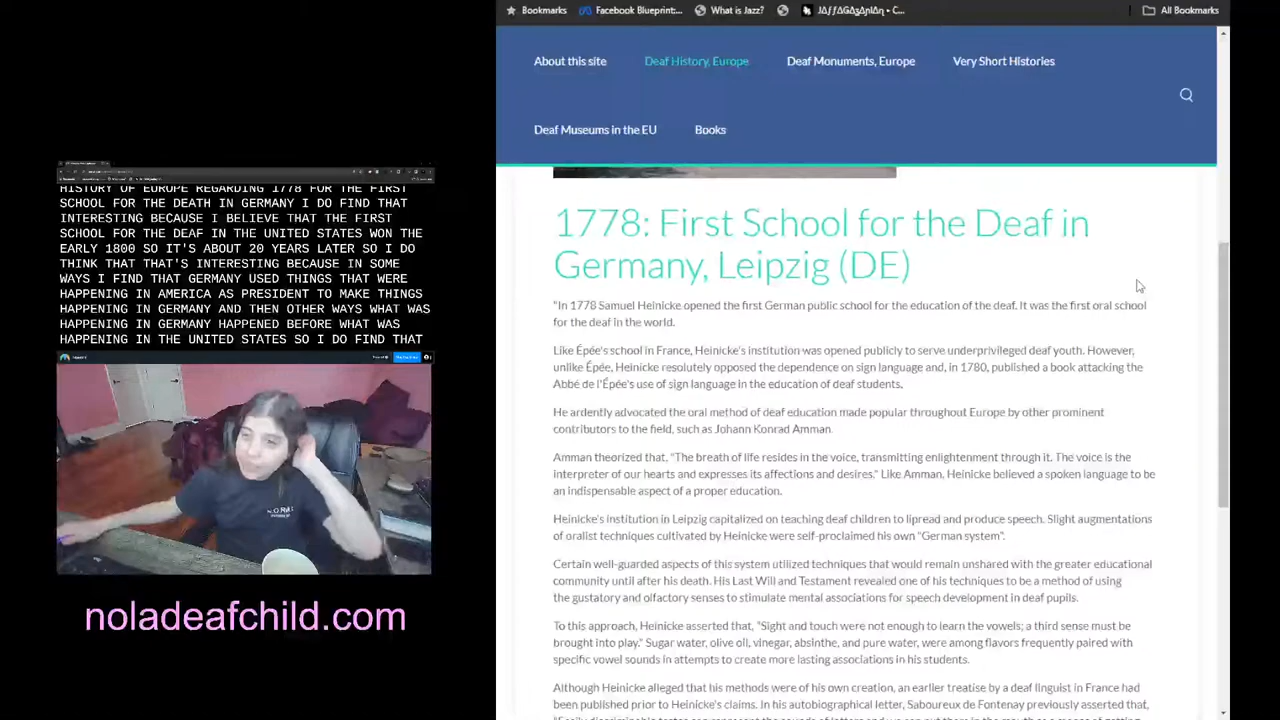 Bookmarks
Facebook Blueprint:...
What is Jazz?
All Bookmarks
About this site
Deaf History, Europe
Deaf Monuments, Europe
Very Short Histories
Deaf Museums in the EU
Books
HISTORY OF EUROPE REGARDING 1778 FOR THE FIRST
SCHOOL FOR THE DEATH IN GERMANY I DO FIND THAT
INTERESTING BECAUSE I BELIEVE THAT THE FIRST
SCHOOL FOR THE DEAF IN THE UNITED STATES WON THE
EARLY 1800 SO IT'S ABOUT 20 YEARS LATER SO I DO
THINK THAT THAT'S INTERESTING BECAUSE IN SOME
WAYS I FIND THAT GERMANY USED THINGS THAT WERE
HAPPENING IN AMERICA AS PRESIDENT TO MAKE THINGS
HAPPENING IN GERMANY AND THEN OTHER WAYS WHAT WAS
HAPPENING IN GERMANY HAPPENED BEFORE WHAT WAS
HAPPENING IN THE UNITED STATES SO I DO FIND THAT
noladeafchild.com
1778: First School for the Deaf in
Germany, Leipzig (DE)
"In 1778 Samuel Heinicke opened the first German public school for the education of the deaf. It was the first oral school
for the deaf in the world.
Like Épée's school in France, Heinicke's institution was opened publicly to serve underprivileged deaf youth. However,
unlike Épée, Heinicke resolutely opposed the dependence on sign language and, in 1780, published a book attacking the
Abbé de l'Épée's use of sign language in the education of deaf students.
He ardently advocated the oral method of deaf education made popular throughout Europe by other prominent
contributors to the field, such as Johann Konrad Amman.
Amman theorized that, "The breath of life resides in the voice, transmitting enlightenment through it. The voice is the
interpreter of our hearts and expresses its affections and desires." Like Amman, Heinicke believed a spoken language to be
an indispensable aspect of a proper education.
Heinicke's institution in Leipzig capitalized on teaching deaf children to lipread and produce speech. Slight augmentations
of oralist techniques cultivated by Heinicke were self-proclaimed his own "German system".
Certain well-guarded aspects of this system utilized techniques that would remain unshared with the greater educational
community until after his death. His Last Will and Testament revealed one of his techniques to be a method of using
the gustatory and olfactory senses to stimulate mental associations for speech development in deaf pupils.
To this approach, Heinicke asserted that, "Sight and touch were not enough to learn the vowels; a third sense must be
brought into play." Sugar water, olive oil, vinegar, absinthe, and pure water, were among flavors frequently paired with
specific vowel sounds in attempts to create more lasting associations in his students.
Although Heinicke alleged that his methods were of his own creation, an earlier treatise by a deaf linguist in France had
been published prior to Heinicke's claims. In his autobiographical letter, Saboureux de Fontenay previously asserted that,